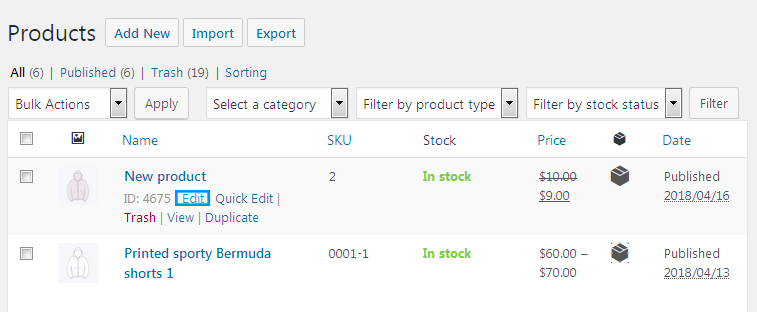 Products Add New Import Export
All (6) | Published (6) | Trash (19) | Sorting
Bulk Actions Apply Select a category Filter by product type Filter by stock status Filter
Name SKU Stock Price Date
New product 2 In stock $10.00 Published
ID: 4675 Edit Quick Edit | $9.00 2018/04/16
Trash | View | Duplicate
Printed sporty Bermuda 0001-1 In stock $60.00 – Published
shorts 1 $70.00 2018/04/13